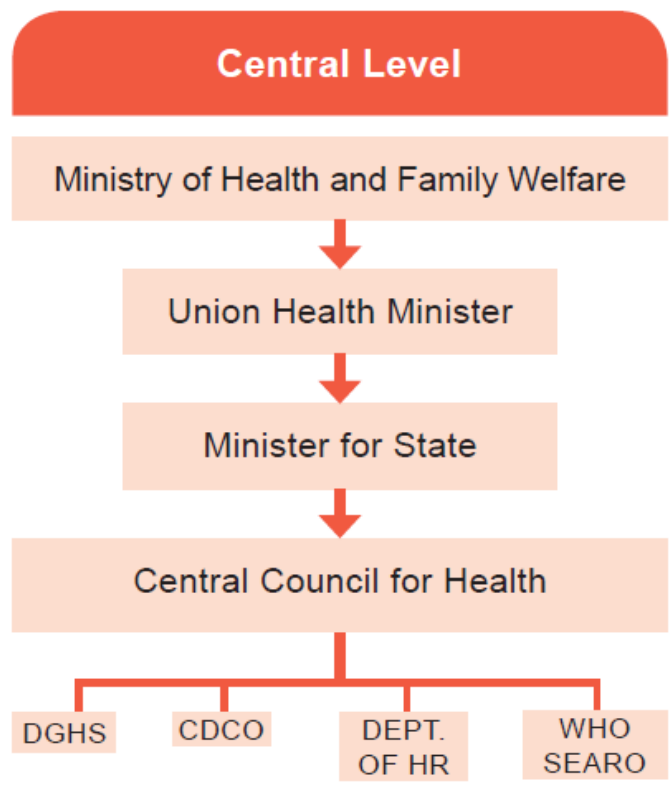 Central Level
Ministry of Health and Family Welfare
Union Health Minister
Minister for State
Central Council for Health
DGHS
CDCO
DEPT.
OF HR
WHO
SEARO